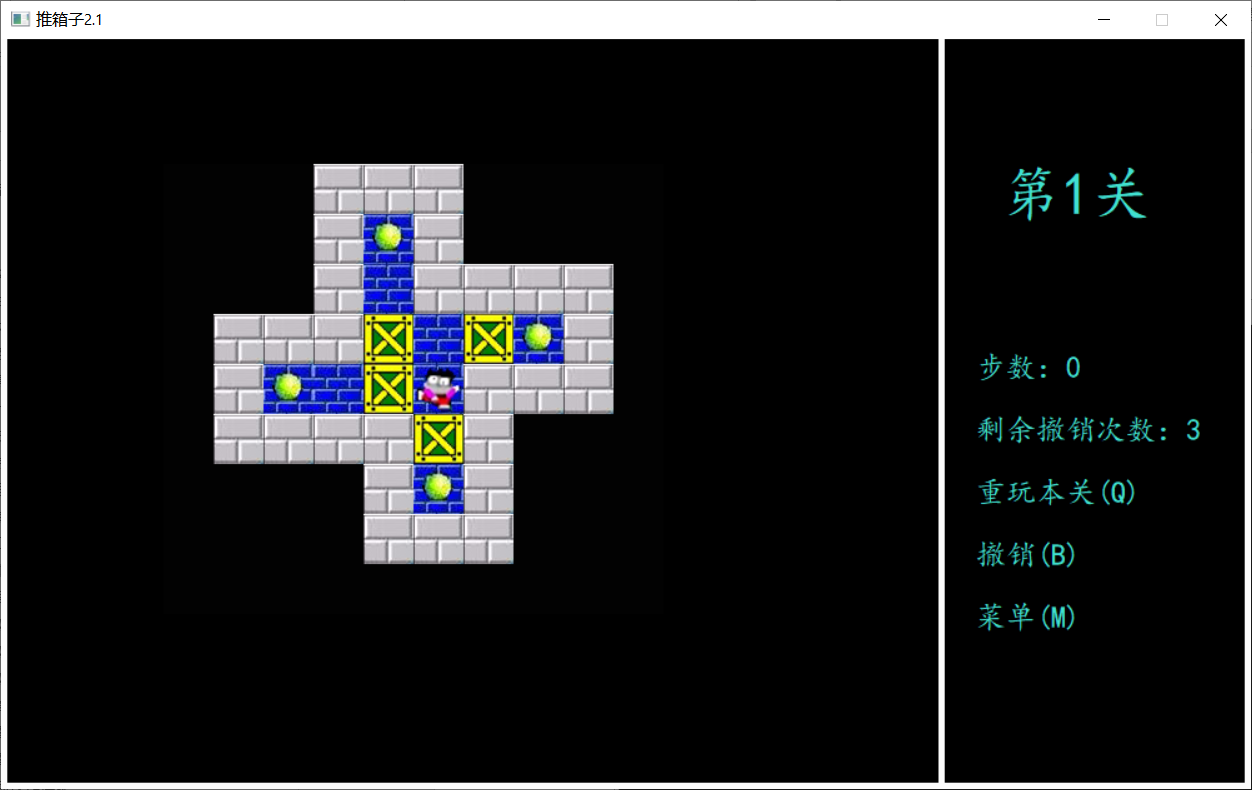 推箱子2.1
第1关
步数：0
剩余撤销次数：3
重玩本关(Q)
撤销(B)
菜单(M)